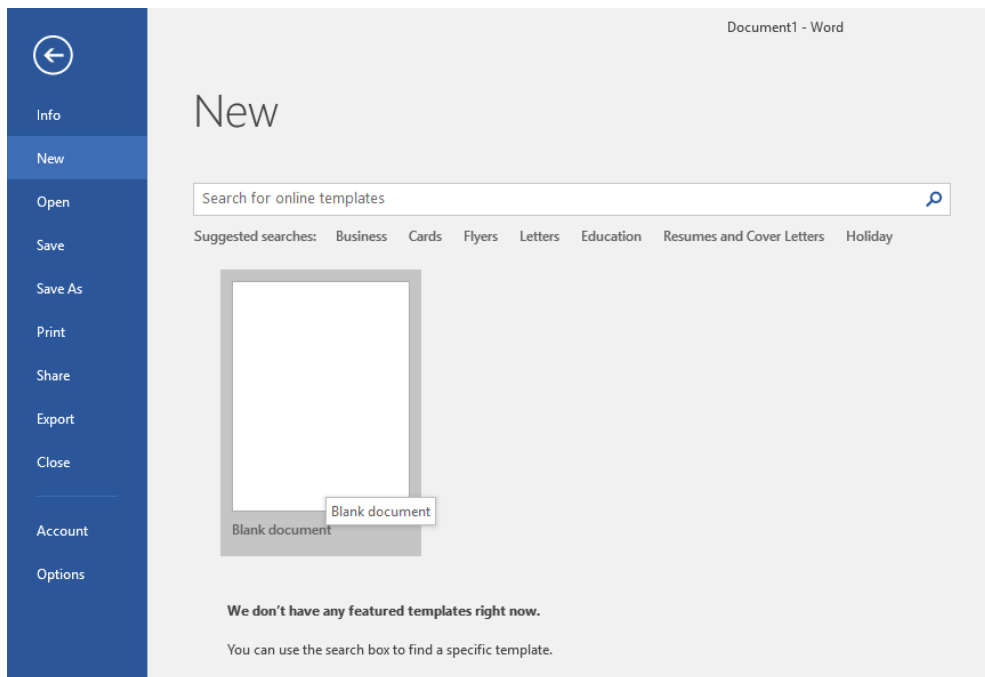 Document1 - Word
Info
New
Open
Save
Save As
Print
Share
Export
Close
Account
Options
New
Search for online templates
Suggested searches: Business Cards Flyers Letters Education Resumes and Cover Letters Holiday
Blank document
Blank document
We don't have any featured templates right now.
You can use the search box to find a specific template.